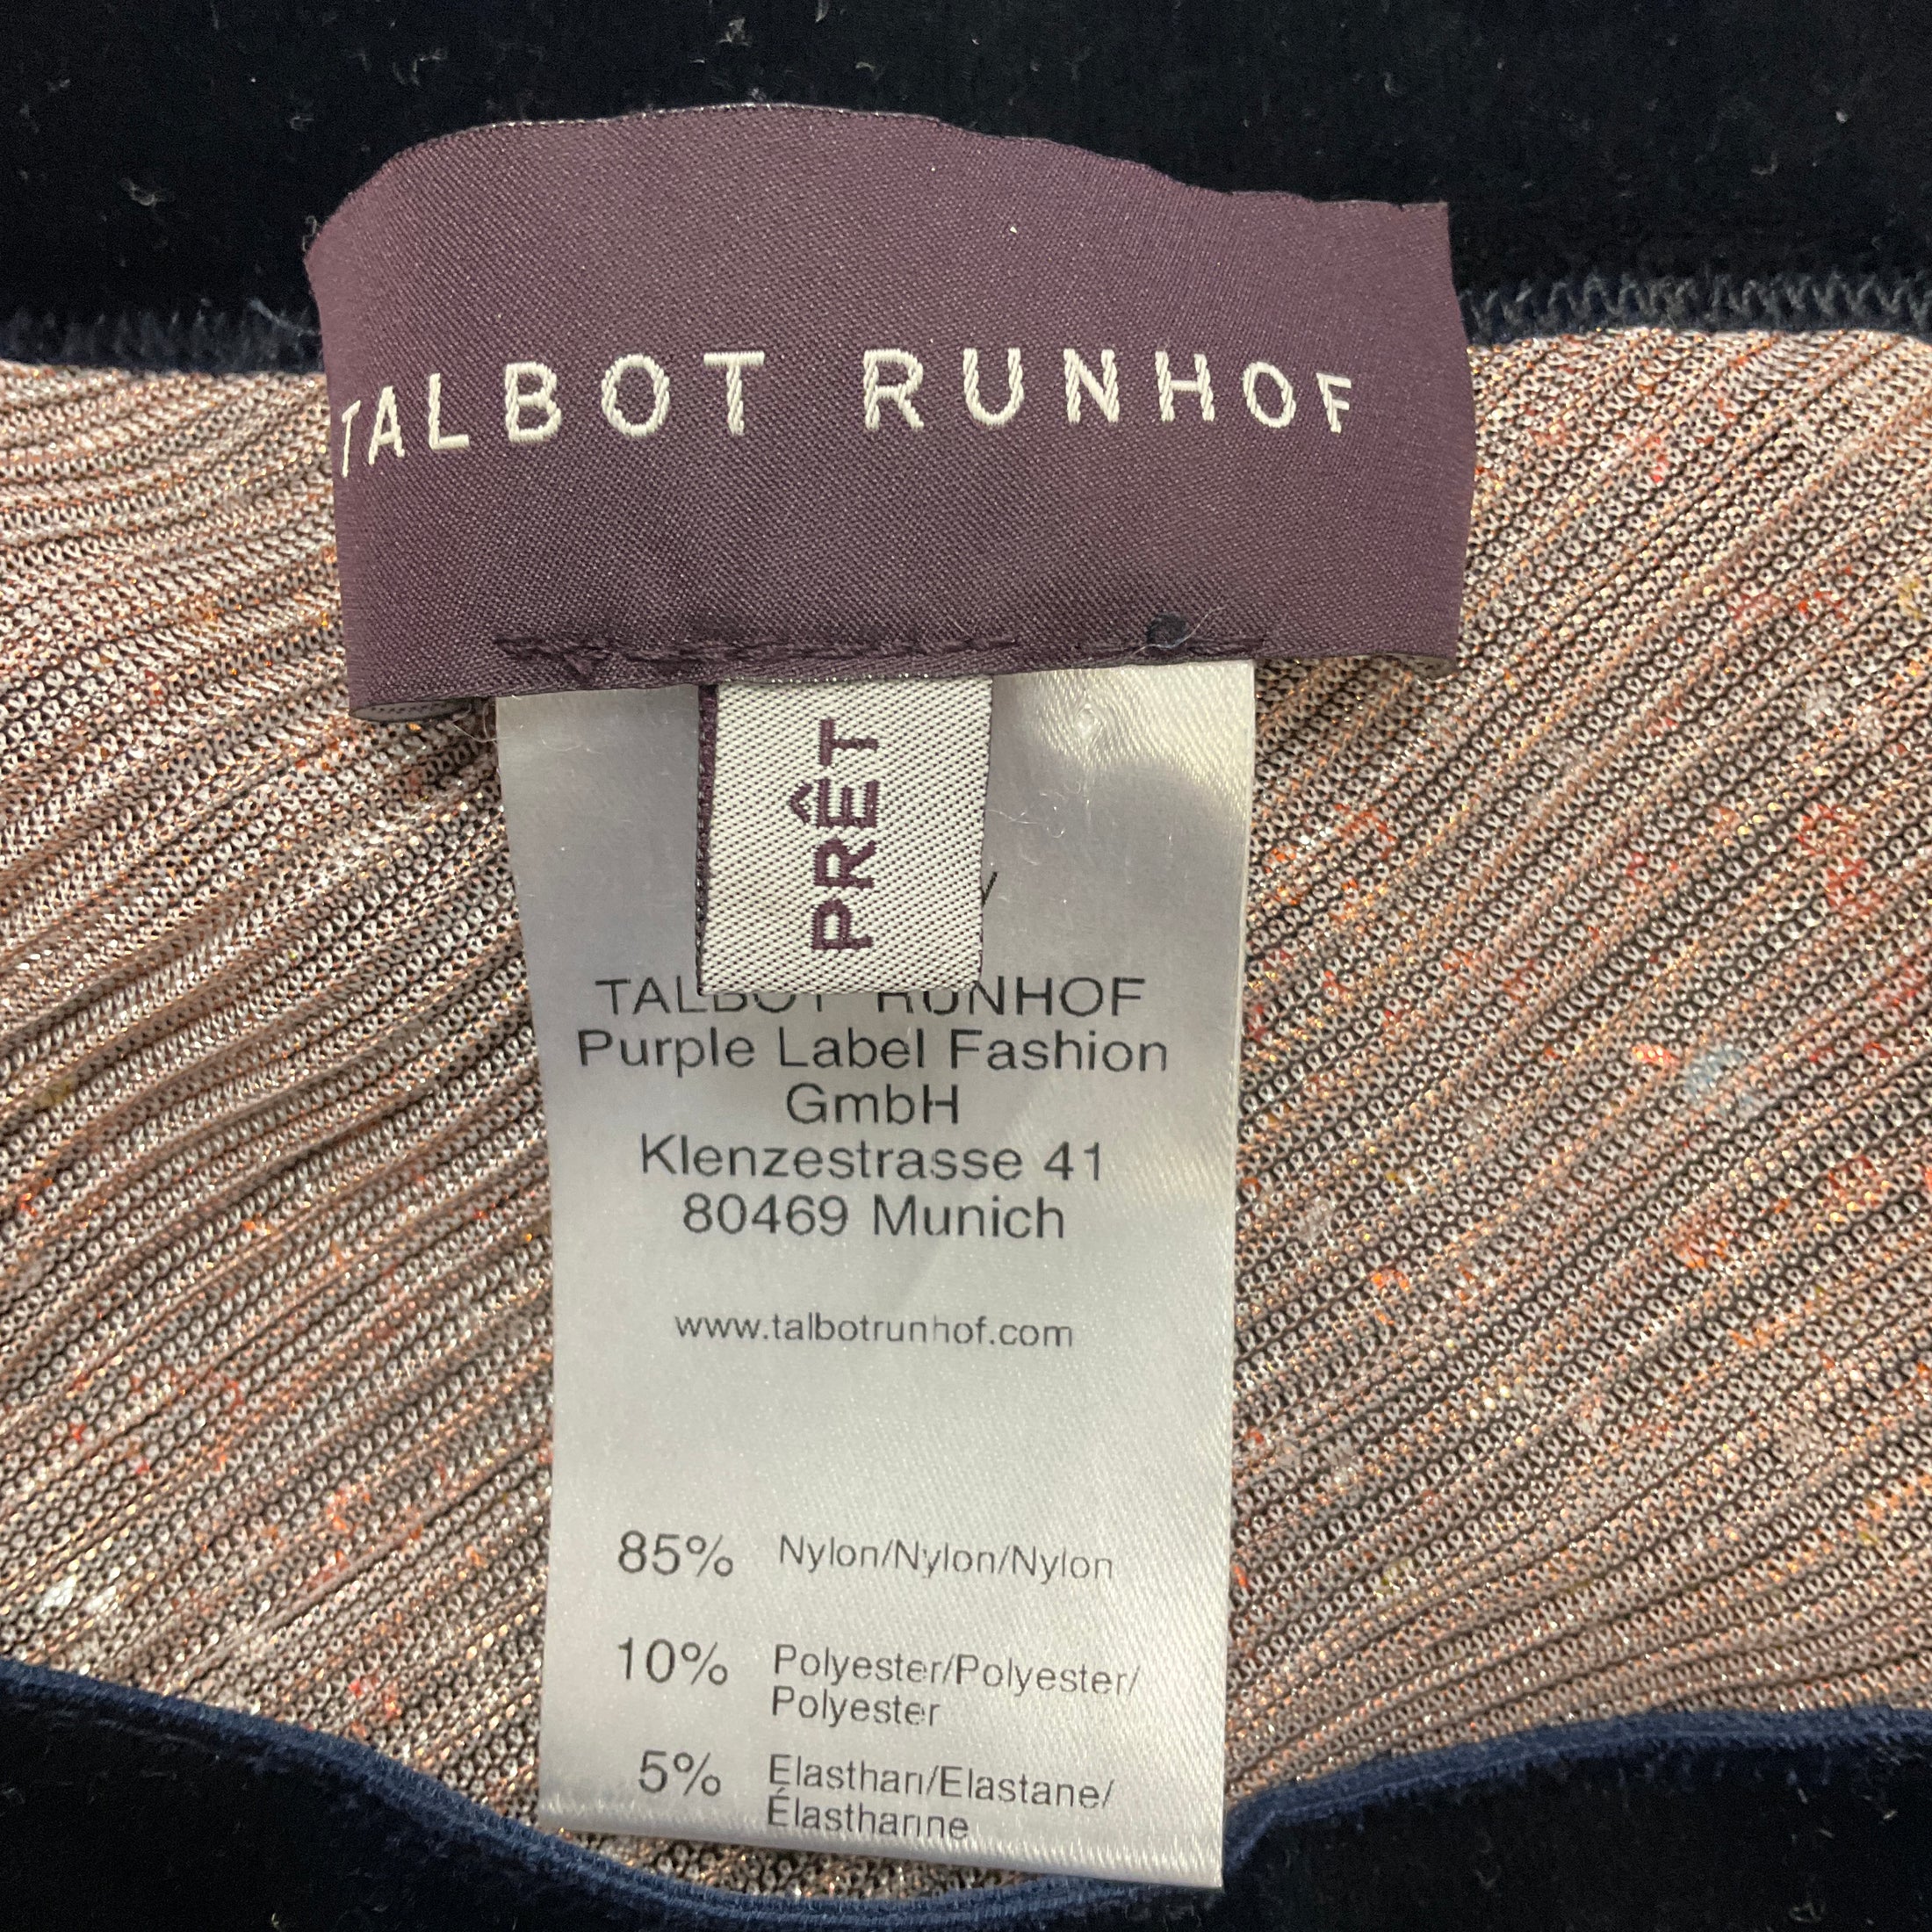 TALBOT RUNHOF
PRÊT
TALBOT RUNHOF
Purple Label Fashion
GmbH
Klenzestrasse 41
80469 Munich
www.talbotrunhof.com
85% Nylon/Nylon/Nylon
10% Polyester/Polyester/
Polyester
5% Elasthan/Elastane/
Élasthanne